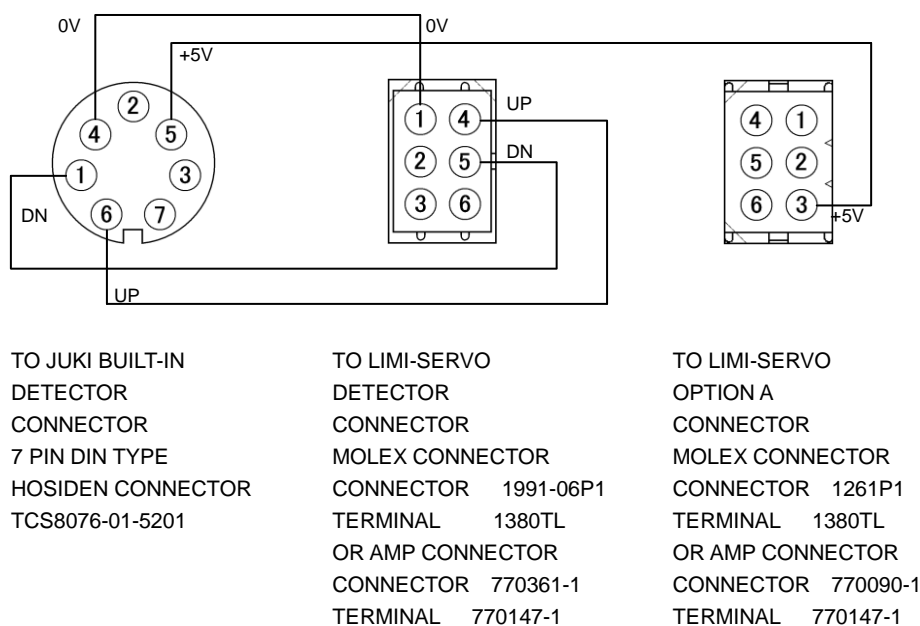 0V
0V
+5V
2
4
5
1
3
6
7
DN
UP
1
4
UP
2
5
DN
3
6
4
1
5
2
6
3
+5V
TO JUKI BUILT-IN
DETECTOR
CONNECTOR
7 PIN DIN TYPE
HOSIDEN CONNECTOR
TCS8076-01-5201
TO LIMI-SERVO
DETECTOR
CONNECTOR
MOLEX CONNECTOR
CONNECTOR 1991-06P1
TERMINAL 1380TL
OR AMP CONNECTOR
CONNECTOR 770361-1
TERMINAL 770147-1
TO LIMI-SERVO
OPTION A
CONNECTOR
MOLEX CONNECTOR
CONNECTOR 1261P1
TERMINAL 1380TL
OR AMP CONNECTOR
CONNECTOR 770090-1
TERMINAL 770147-1